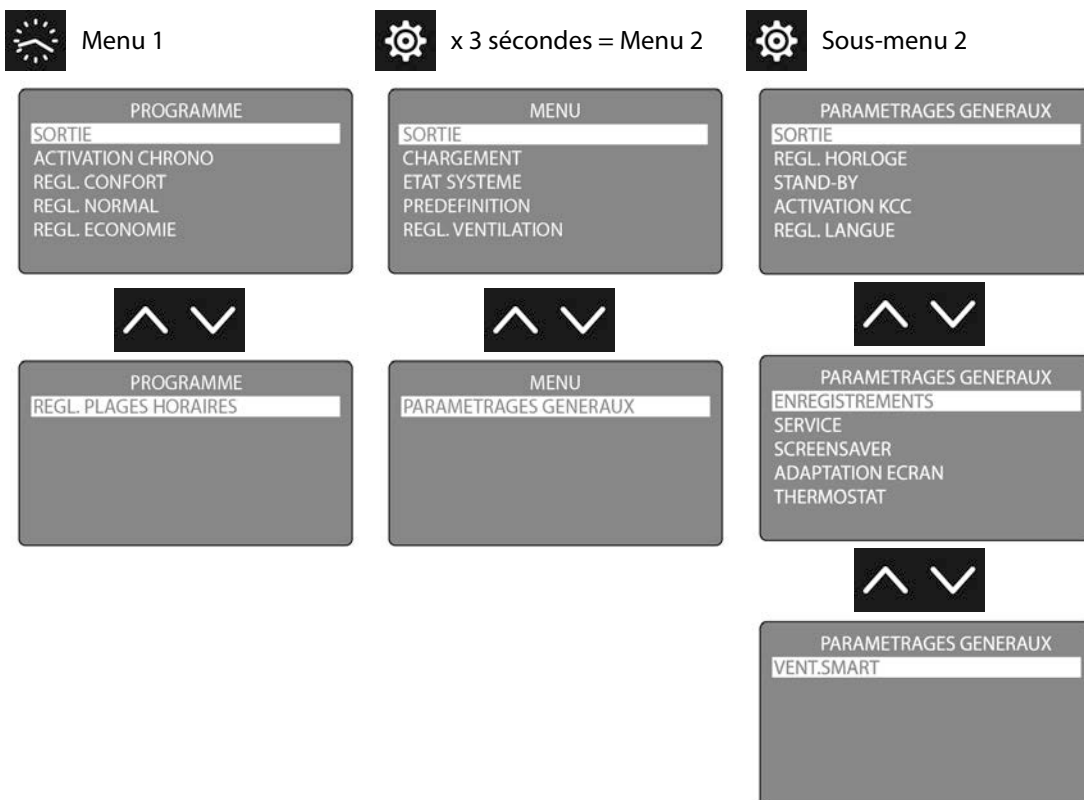 Menu 1
PROGRAMME
SORTIE
ACTIVATION CHRONO
REGL. CONFORT
REGL. NORMAL
REGL. ECONOMIE
PROGRAMME
REGL. PLAGES HORAIRES
x 3 sécondes = Menu 2
MENU
SORTIE
CHARGEMENT
ETAT SYSTEME
PREDEFINITION
REGL. VENTILATION
MENU
PARAMETRAGES GENERAUX
Sous-menu 2
PARAMETRAGES GENERAUX
SORTIE
REGL. HORLOGE
STAND-BY
ACTIVATION KCC
REGL. LANGUE
PARAMETRAGES GENERAUX
ENREGISTREMENTS
SERVICE
SCREENSAVER
ADAPTATION ECRAN
THERMOSTAT
PARAMETRAGES GENERAUX
VENT.SMART